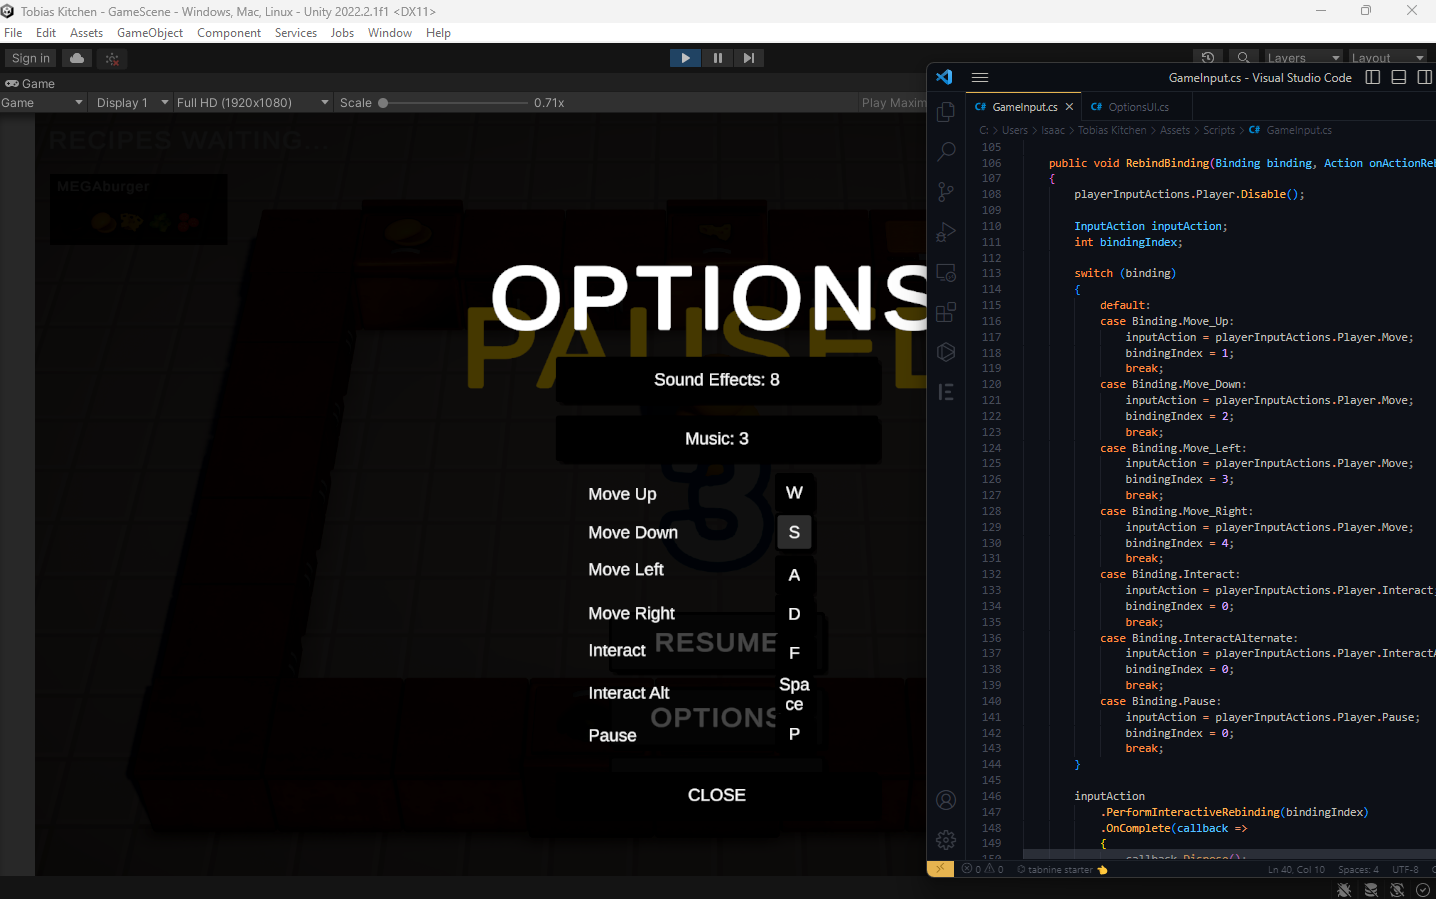 Tobias Kitchen - GameScene - Windows, Mac, Linux - Unity 2022.2.1f1 <DX11>
File Edit Assets GameObject Component Services Jobs Window Help
Sign in
Layers Layout
Game
Game Display 1 Full HD (1920x1080) Scale 0.71x Play Maxim
RECIPES WAITING...
MEGAburger
OPTIONS
PAUSED
Sound Effects: 8
Music: 3
3
Move Up W
Move Down S
Move Left A
Move Right D
RESUME
Interact F
Interact Alt Spa
ce
OPTIONS
Pause P
CLOSE
GameInput.cs - Visual Studio Code
C# GameInput.cs C# OptionsUI.cs
C: > Users > Isaac > Tobias Kitchen > Assets > Scripts > C# GameInput.cs
105
106 public void RebindBinding(Binding binding, Action onActionReb
107 {
108 playerInputActions.Player.Disable();
109
110 InputAction inputAction;
111 int bindingIndex;
112
113 switch (binding)
114 {
115 default:
116 case Binding.Move_Up:
117 inputAction = playerInputActions.Player.Move;
118 bindingIndex = 1;
119 break;
120 case Binding.Move_Down:
121 inputAction = playerInputActions.Player.Move;
122 bindingIndex = 2;
123 break;
124 case Binding.Move_Left:
125 inputAction = playerInputActions.Player.Move;
126 bindingIndex = 3;
127 break;
128 case Binding.Move_Right:
129 inputAction = playerInputActions.Player.Move;
130 bindingIndex = 4;
131 break;
132 case Binding.Interact:
133 inputAction = playerInputActions.Player.Interact;
134 bindingIndex = 0;
135 break;
136 case Binding.InteractAlternate:
137 inputAction = playerInputActions.Player.InteractA
138 bindingIndex = 0;
139 break;
140 case Binding.Pause:
141 inputAction = playerInputActions.Player.Pause;
142 bindingIndex = 0;
143 break;
144 }
145
146 inputAction
147 .PerformInteractiveRebinding(bindingIndex)
148 .OnComplete(callback =>
149 {
150 callback.Dispose();
0 0 tabnine starter Ln 40, Col 10 Spaces: 4 UTF-8